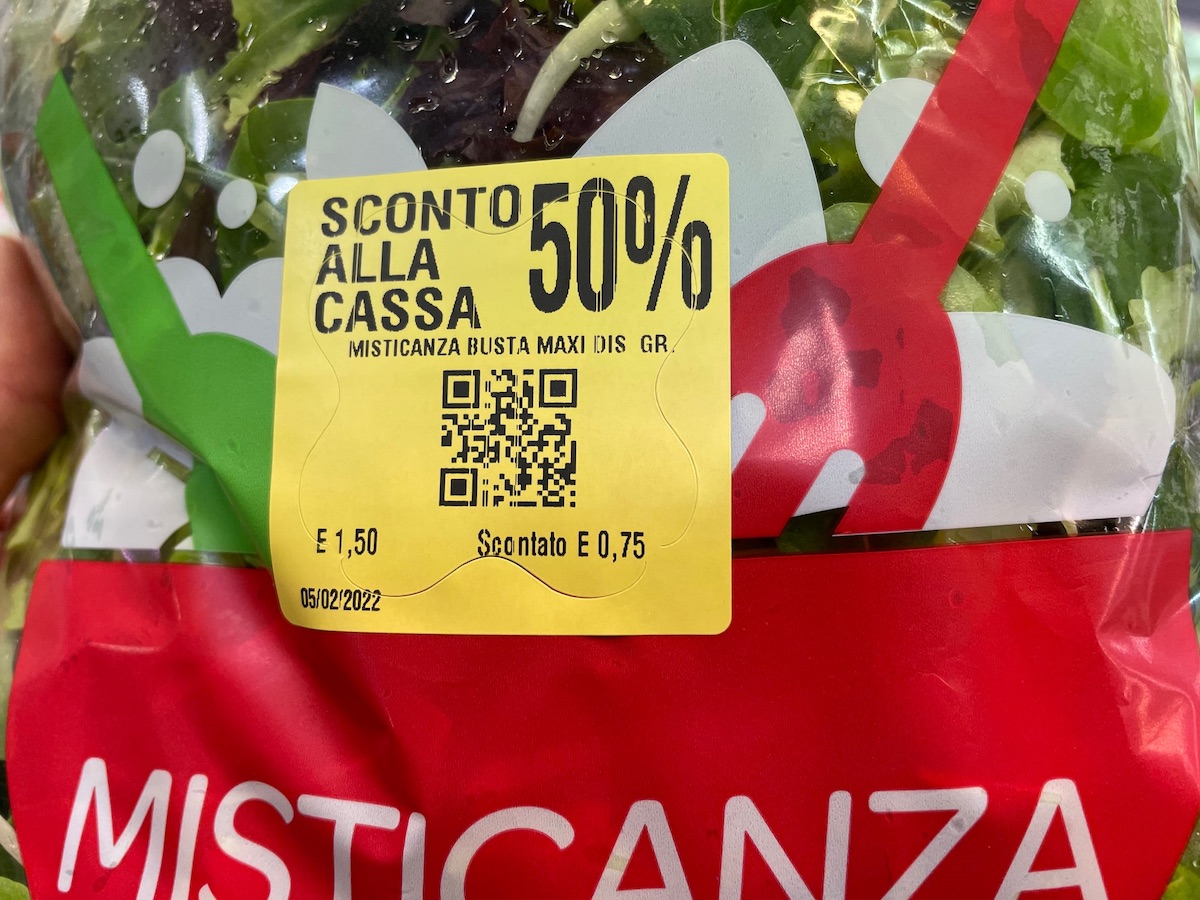 SCONTO 50%
ALLA
CASSA
MISTICANZA BUSTA MAXI DIS GR.
E 1,50 Scontato E 0,75
05/02/2022
MISTICANZA